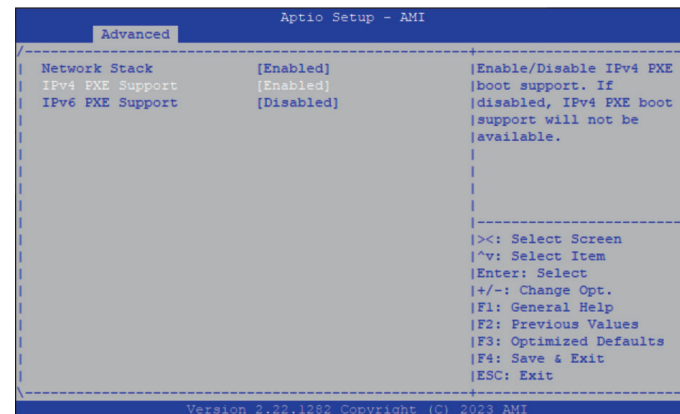 Aptio Setup - AMI
Advanced
Network Stack [Enabled]
IPv4 PXE Support [Enabled]
IPv6 PXE Support [Disabled]
Enable/Disable IPv4 PXE
boot support. If
disabled, IPv4 PXE boot
support will not be
available.
><: Select Screen
^v: Select Item
Enter: Select
+/-: Change Opt.
F1: General Help
F2: Previous Values
F3: Optimized Defaults
F4: Save & Exit
ESC: Exit
Version 2.22.1282 Copyright (C) 2023 AMI